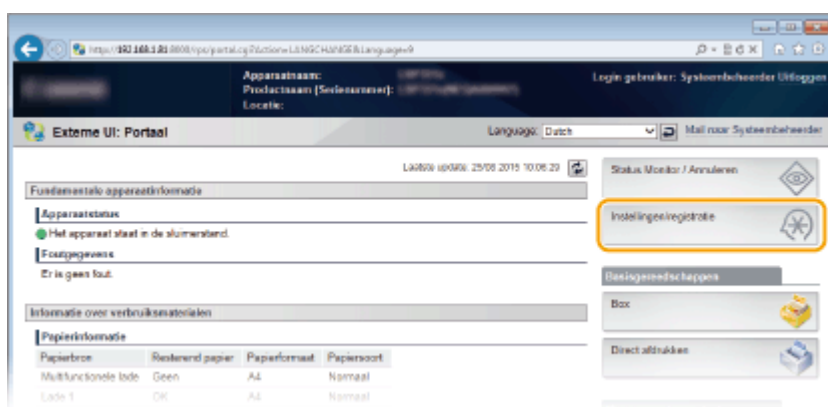 Apparaatnaam:
Productnaam (Serienummer):
Locatie:
Login gebruiker: Systeembeheerder Uitloggen
Externe UI: Portaal
Language: Dutch
Mail naar Systeembeheerder
Laatste update: 25/08 2015 10:06:29
Status Monitor / Annuleren
Fundamentele apparaatinformatie
Apparaatstatus
Het apparaat staat in de sluimerstand.
Instellingen/registratie
Foutgegevens
Er is geen fout.
Basisgereedschappen
Box
Informatie over verbruiksmaterialen
Papierinformatie
Direct afdrukken
Papierbron Resterend papier Papierformaat Papiersoort
Multifunctionele lade Geen A4 Normaal
Lade 1 OK A4 Normaal